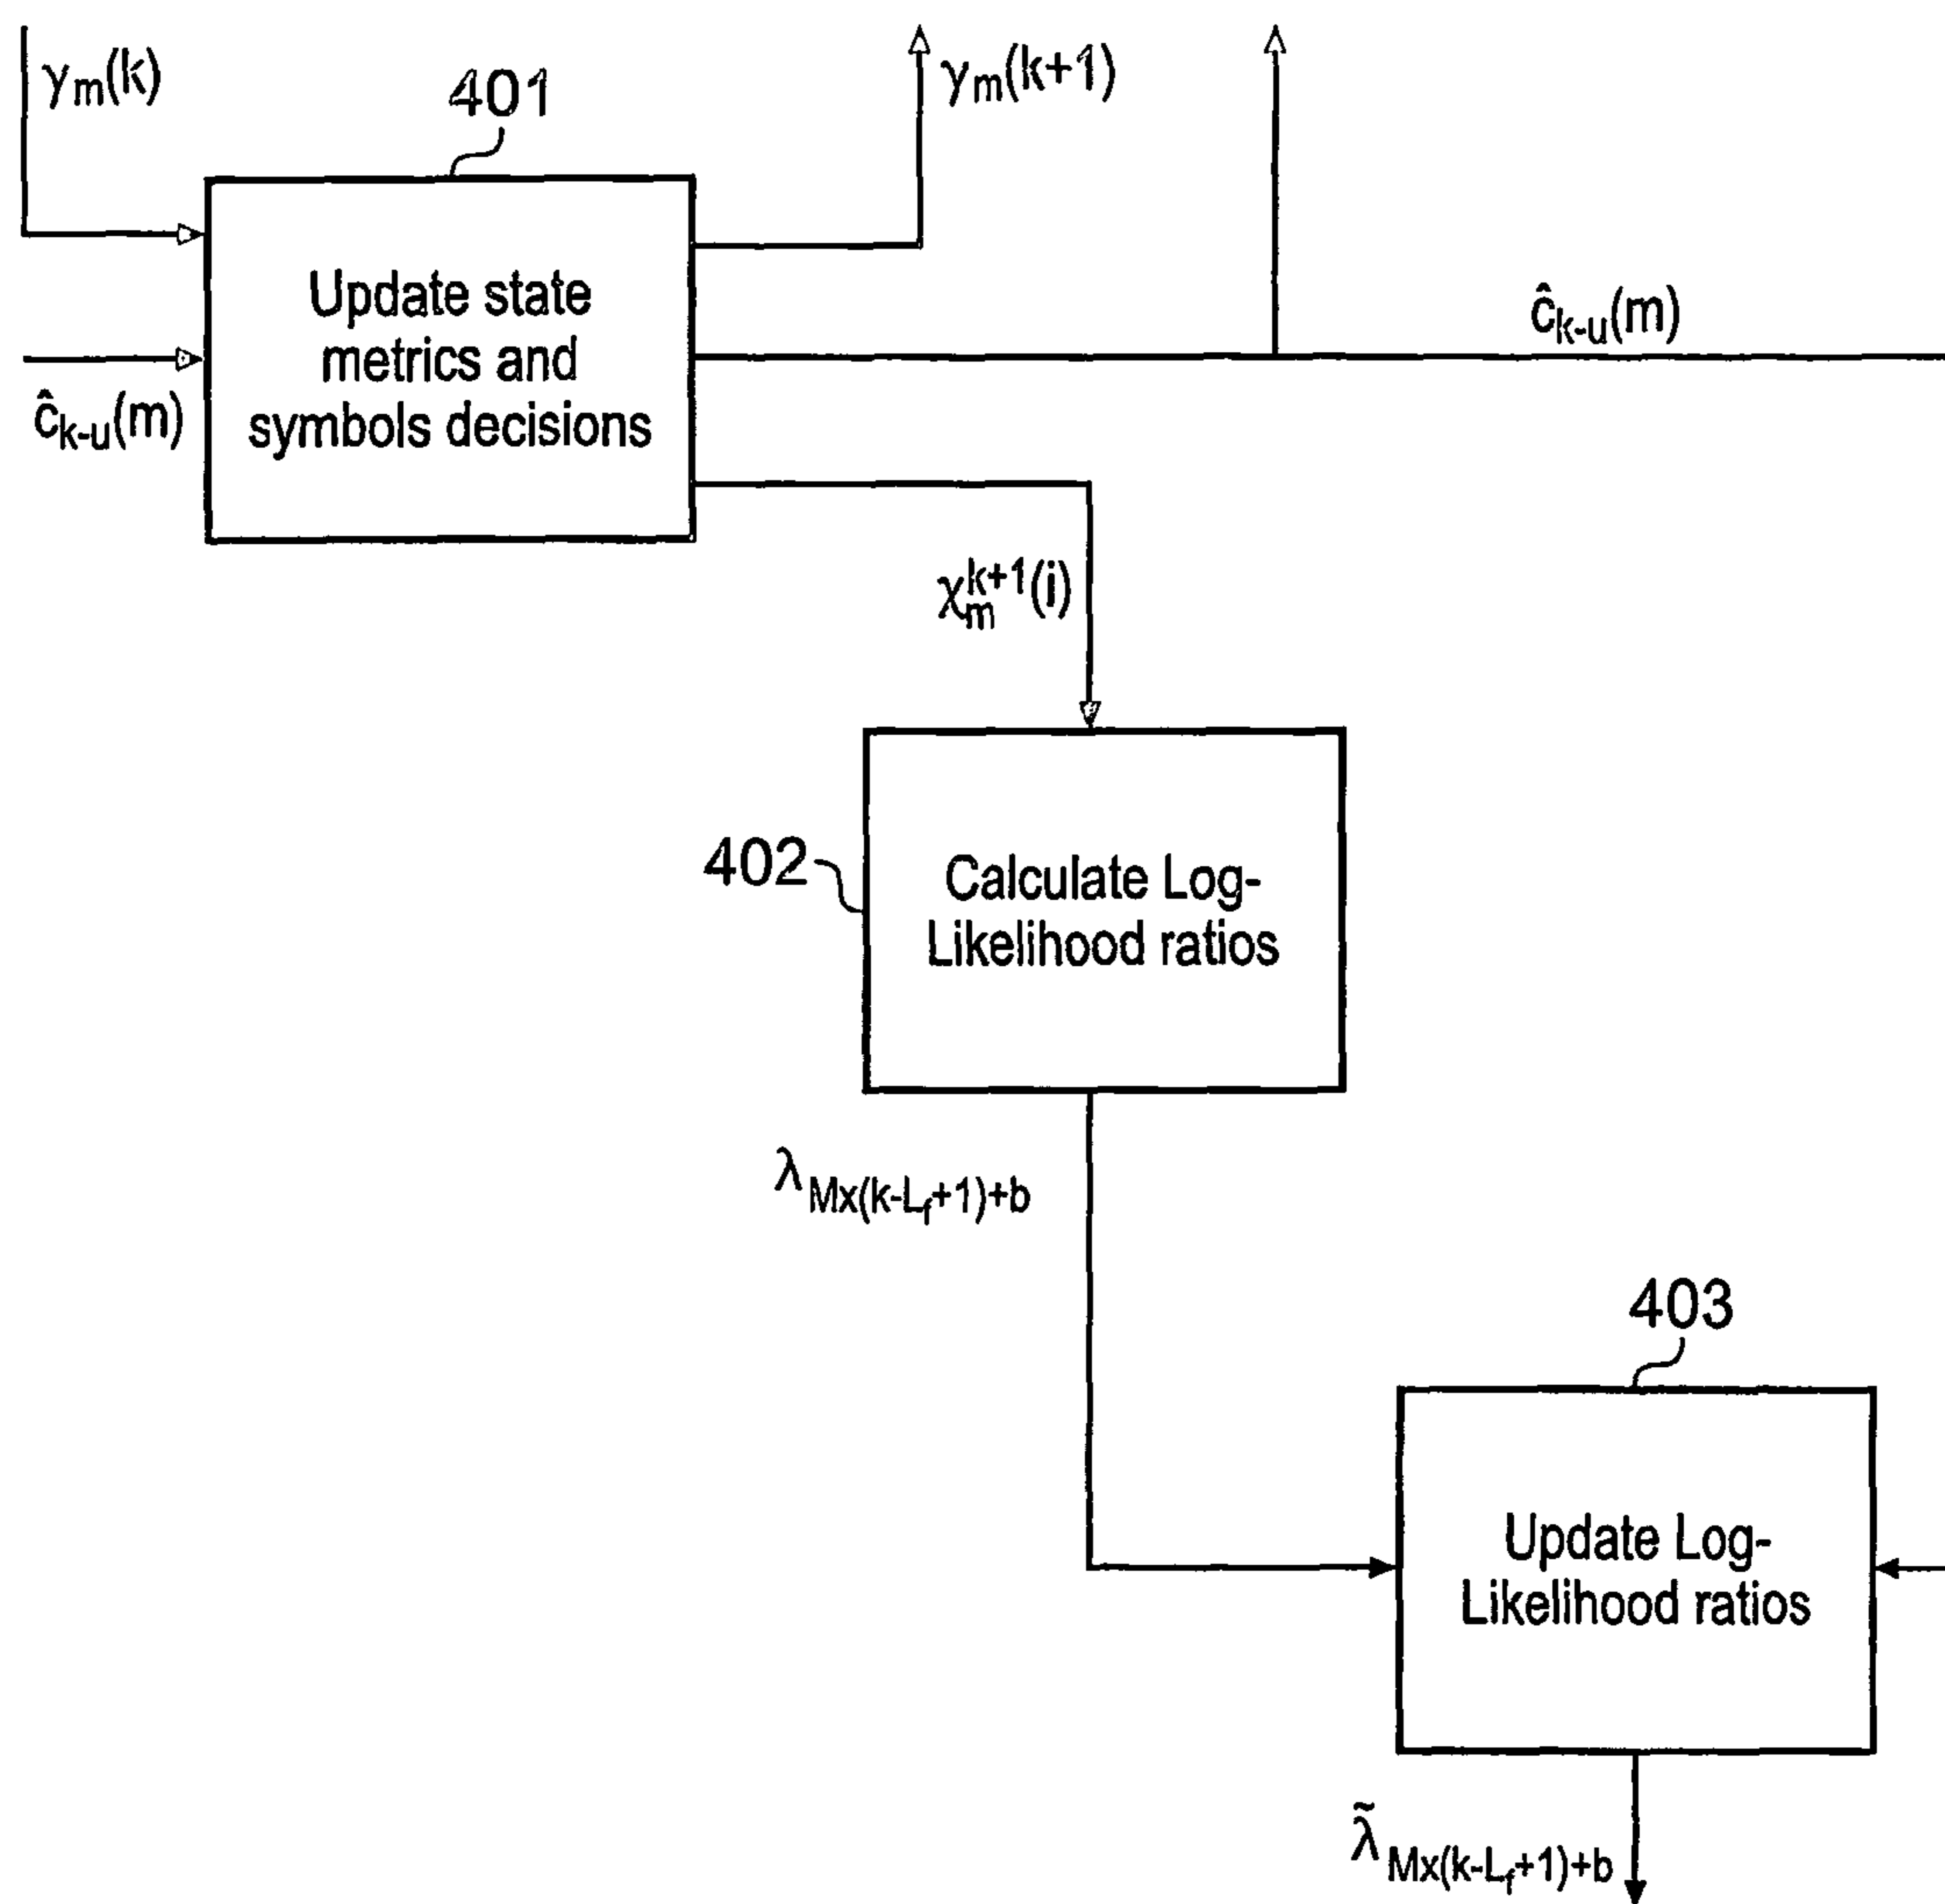 γm(k)
401
γm(k+1)
Update state
metrics and
symbols decisions
ĉk-u(m)
ĉk-u(m)
χm^k+1(i)
402
Calculate Log-
Likelihood ratios
λMx(k-Lf+1)+b
403
Update Log-
Likelihood ratios
λ̃Mx(k-Lf+1)+b